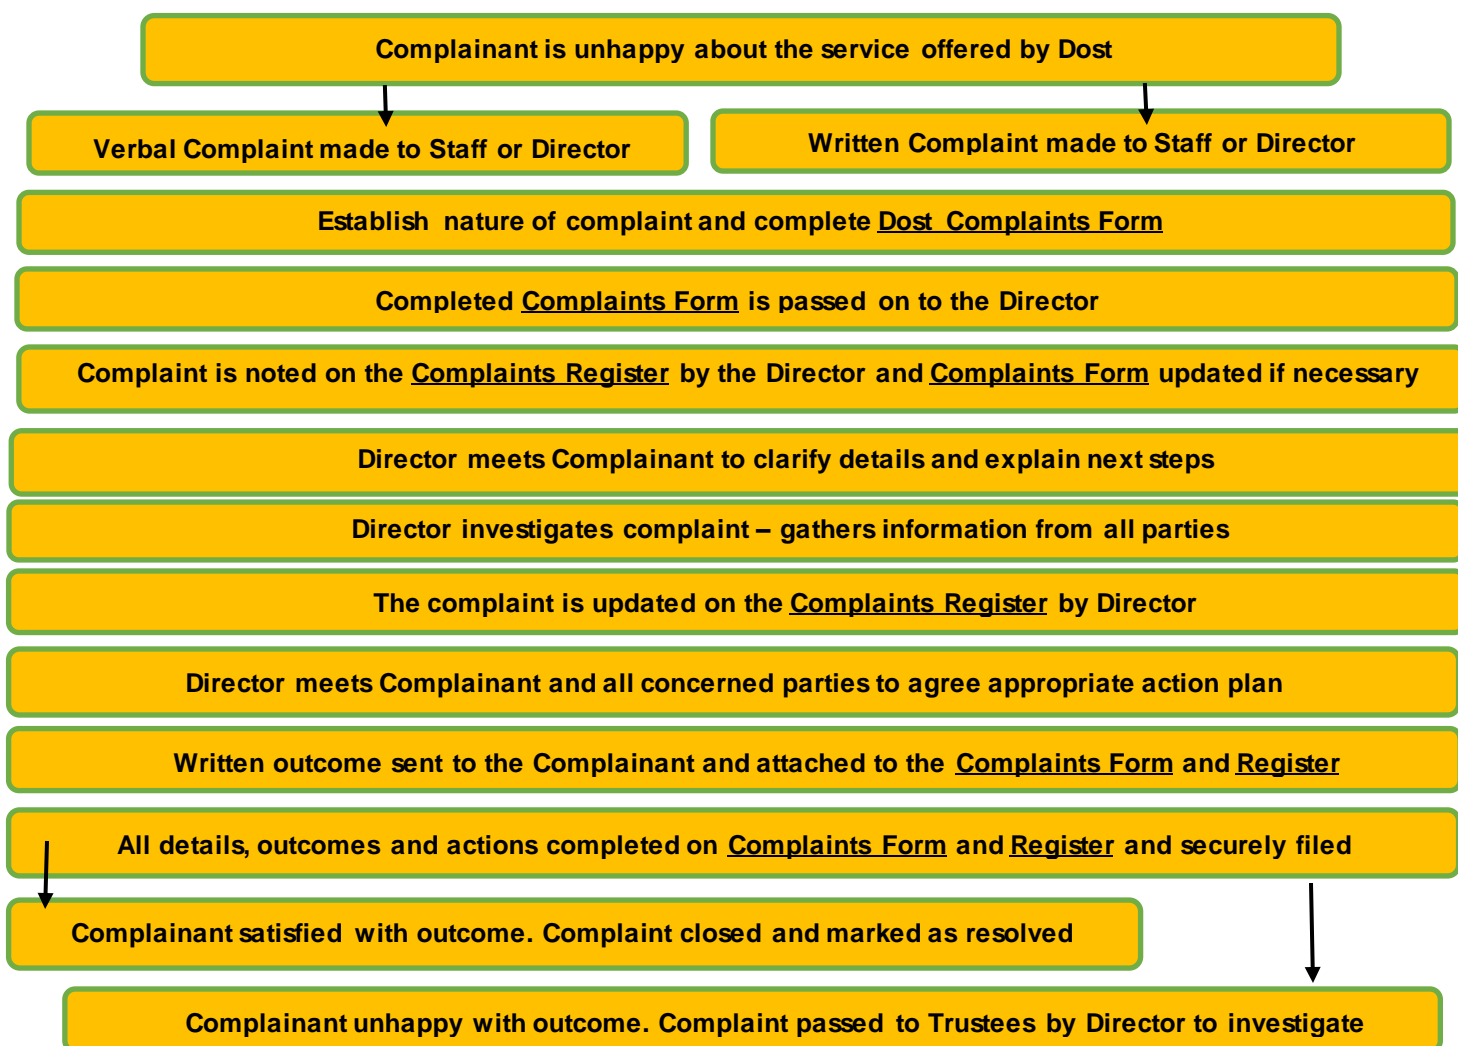 Complainant is unhappy about the service offered by Dost
Verbal Complaint made to Staff or Director
Written Complaint made to Staff or Director
Establish nature of complaint and complete Dost Complaints Form
Completed Complaints Form is passed on to the Director
Complaint is noted on the Complaints Register by the Director and Complaints Form updated if necessary
Director meets Complainant to clarify details and explain next steps
Director investigates complaint – gathers information from all parties
The complaint is updated on the Complaints Register by Director
Director meets Complainant and all concerned parties to agree appropriate action plan
Written outcome sent to the Complainant and attached to the Complaints Form and Register
All details, outcomes and actions completed on Complaints Form and Register and securely filed
Complainant satisfied with outcome. Complaint closed and marked as resolved
Complainant unhappy with outcome. Complaint passed to Trustees by Director to investigate